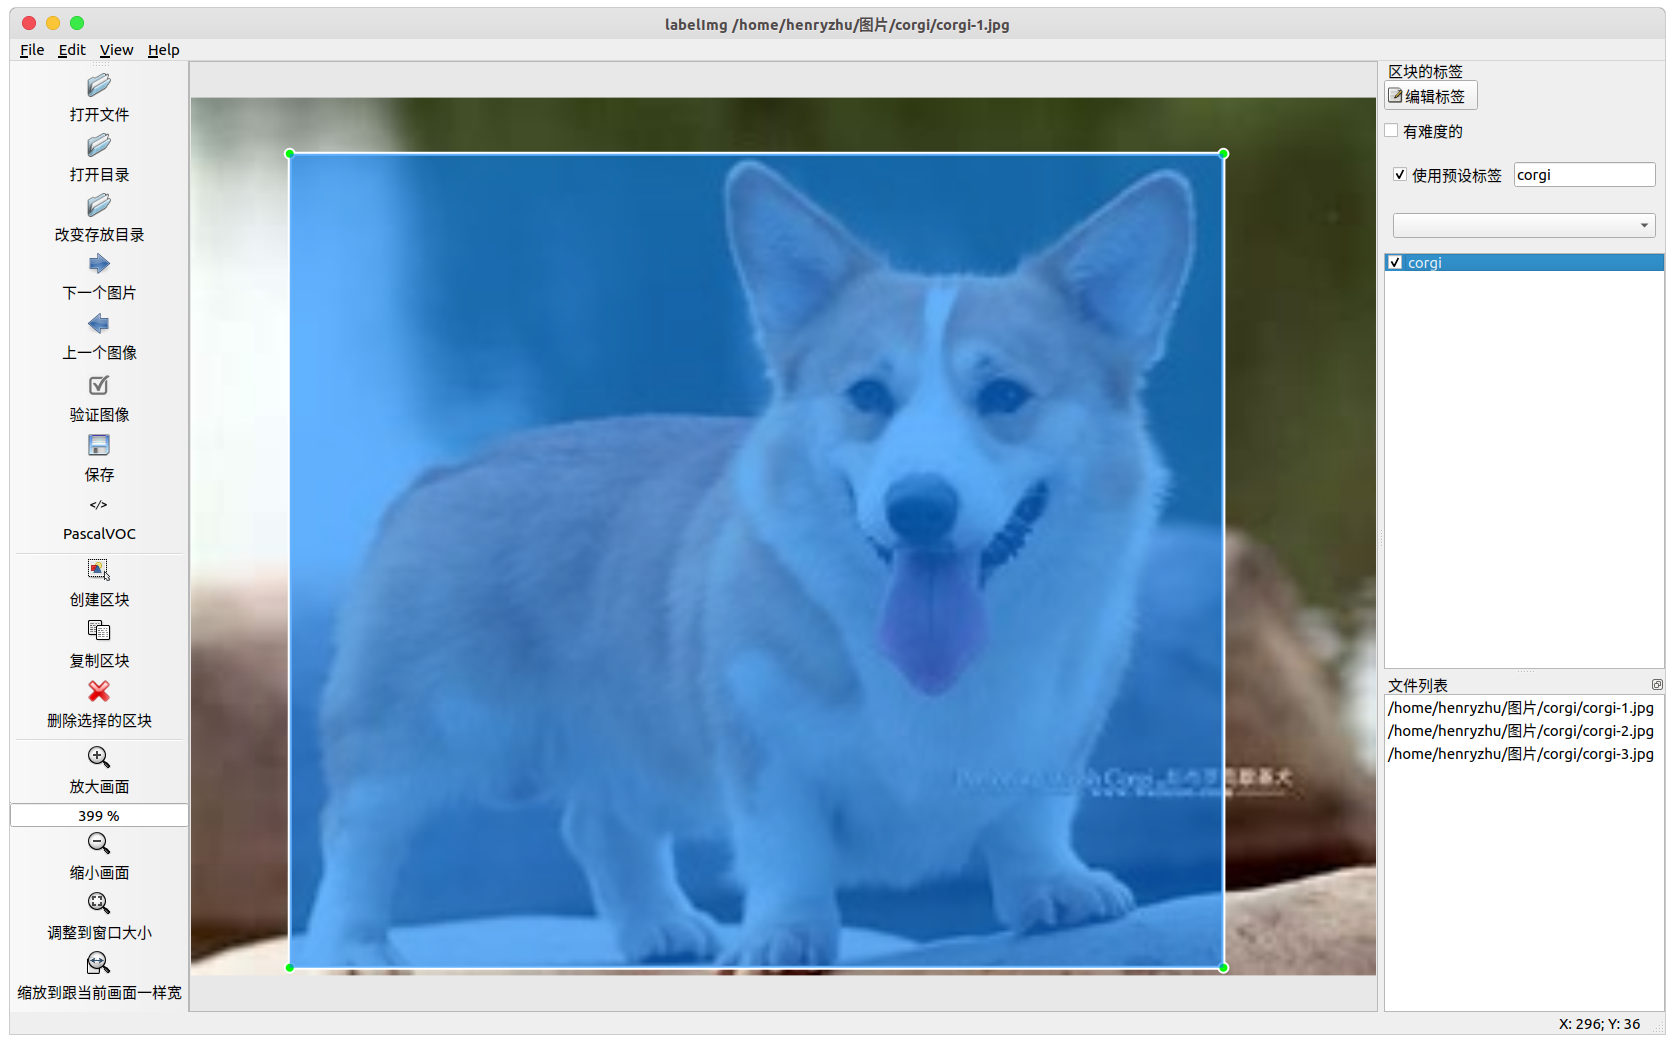 labelImg /home/henryzhu/图片/corgi/corgi-1.jpg
File Edit View Help
打开文件
打开目录
改变存放目录
下一个图片
上一个图像
验证图像
保存
</>
PascalVOC
创建区块
复制区块
删除选择的区块
放大画面
399 %
缩小画面
调整到窗口大小
缩放到跟当前画面一样宽
Welsh Corgi
区块的标签
编辑标签
有难度的
使用预设标签 corgi
corgi
文件列表
/home/henryzhu/图片/corgi/corgi-1.jpg
/home/henryzhu/图片/corgi/corgi-2.jpg
/home/henryzhu/图片/corgi/corgi-3.jpg
X: 296; Y: 36